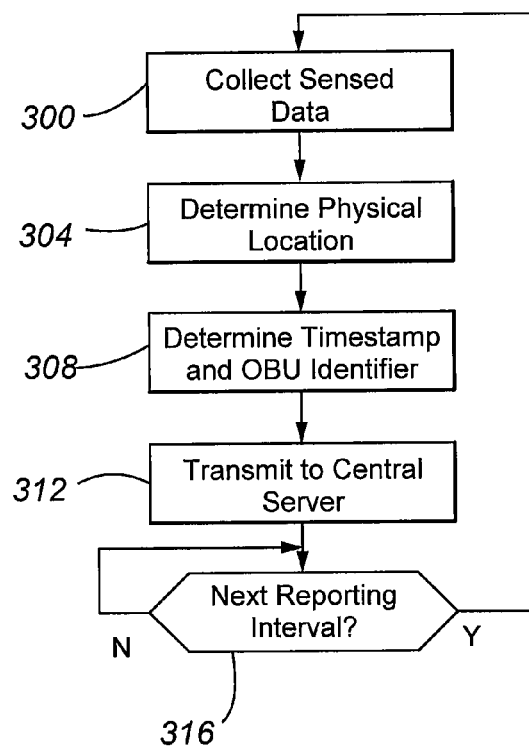 300
Collect Sensed
Data
304
Determine Physical
Location
308
Determine Timestamp
and OBU Identifier
312
Transmit to Central
Server
Next Reporting
Interval?
N
Y
316